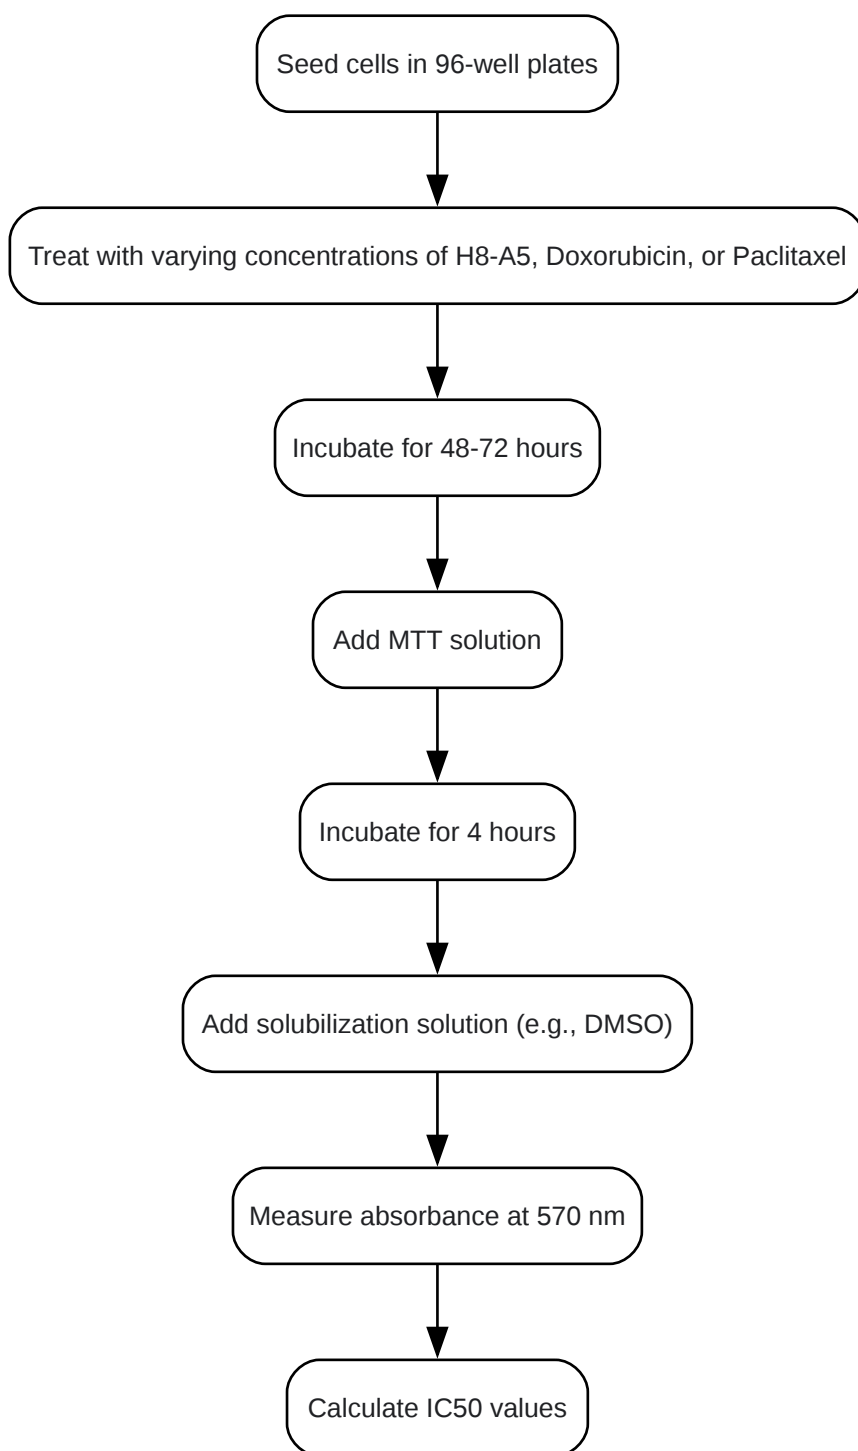 Seed cells in 96-well plates
Treat with varying concentrations of H8-A5, Doxorubicin, or Paclitaxel
Incubate for 48-72 hours
Add MTT solution
Incubate for 4 hours
Add solubilization solution (e.g., DMSO)
Measure absorbance at 570 nm
Calculate IC50 values